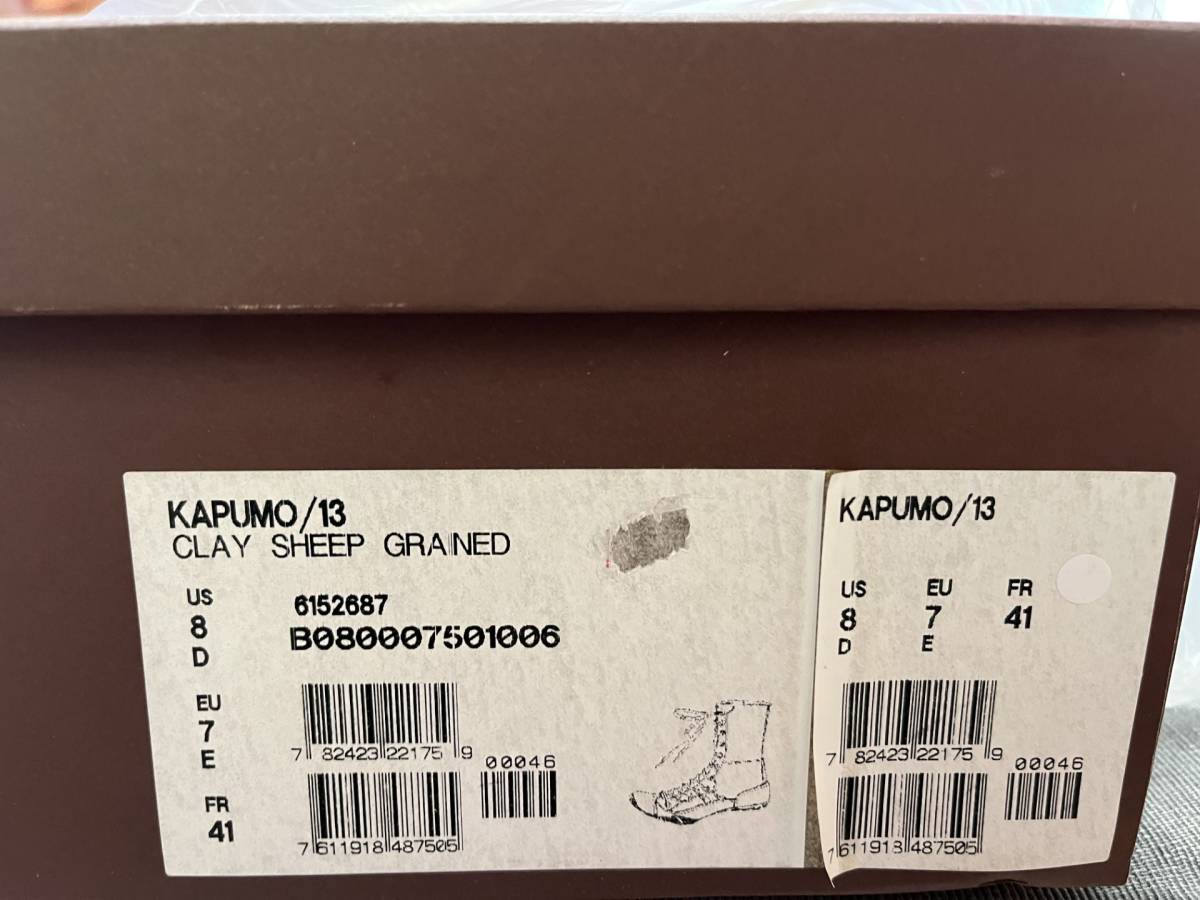 KAPUMO/13
CLAY SHEEP GRAINED
US
8
D
6152687
B080007501006
EU
7
E
FR
41
7 82423 22175 9
00046
7 611918 487505
KAPUMO/13
US EU FR
8 7 41
D E
7 82423 22175 9
00046
7 611918 487505